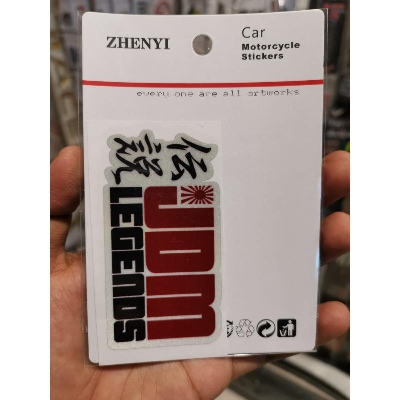 ZHENYI
Car
Motorcycle
Stickers
every one are all artworks
伝説
JDM
LEGENDS